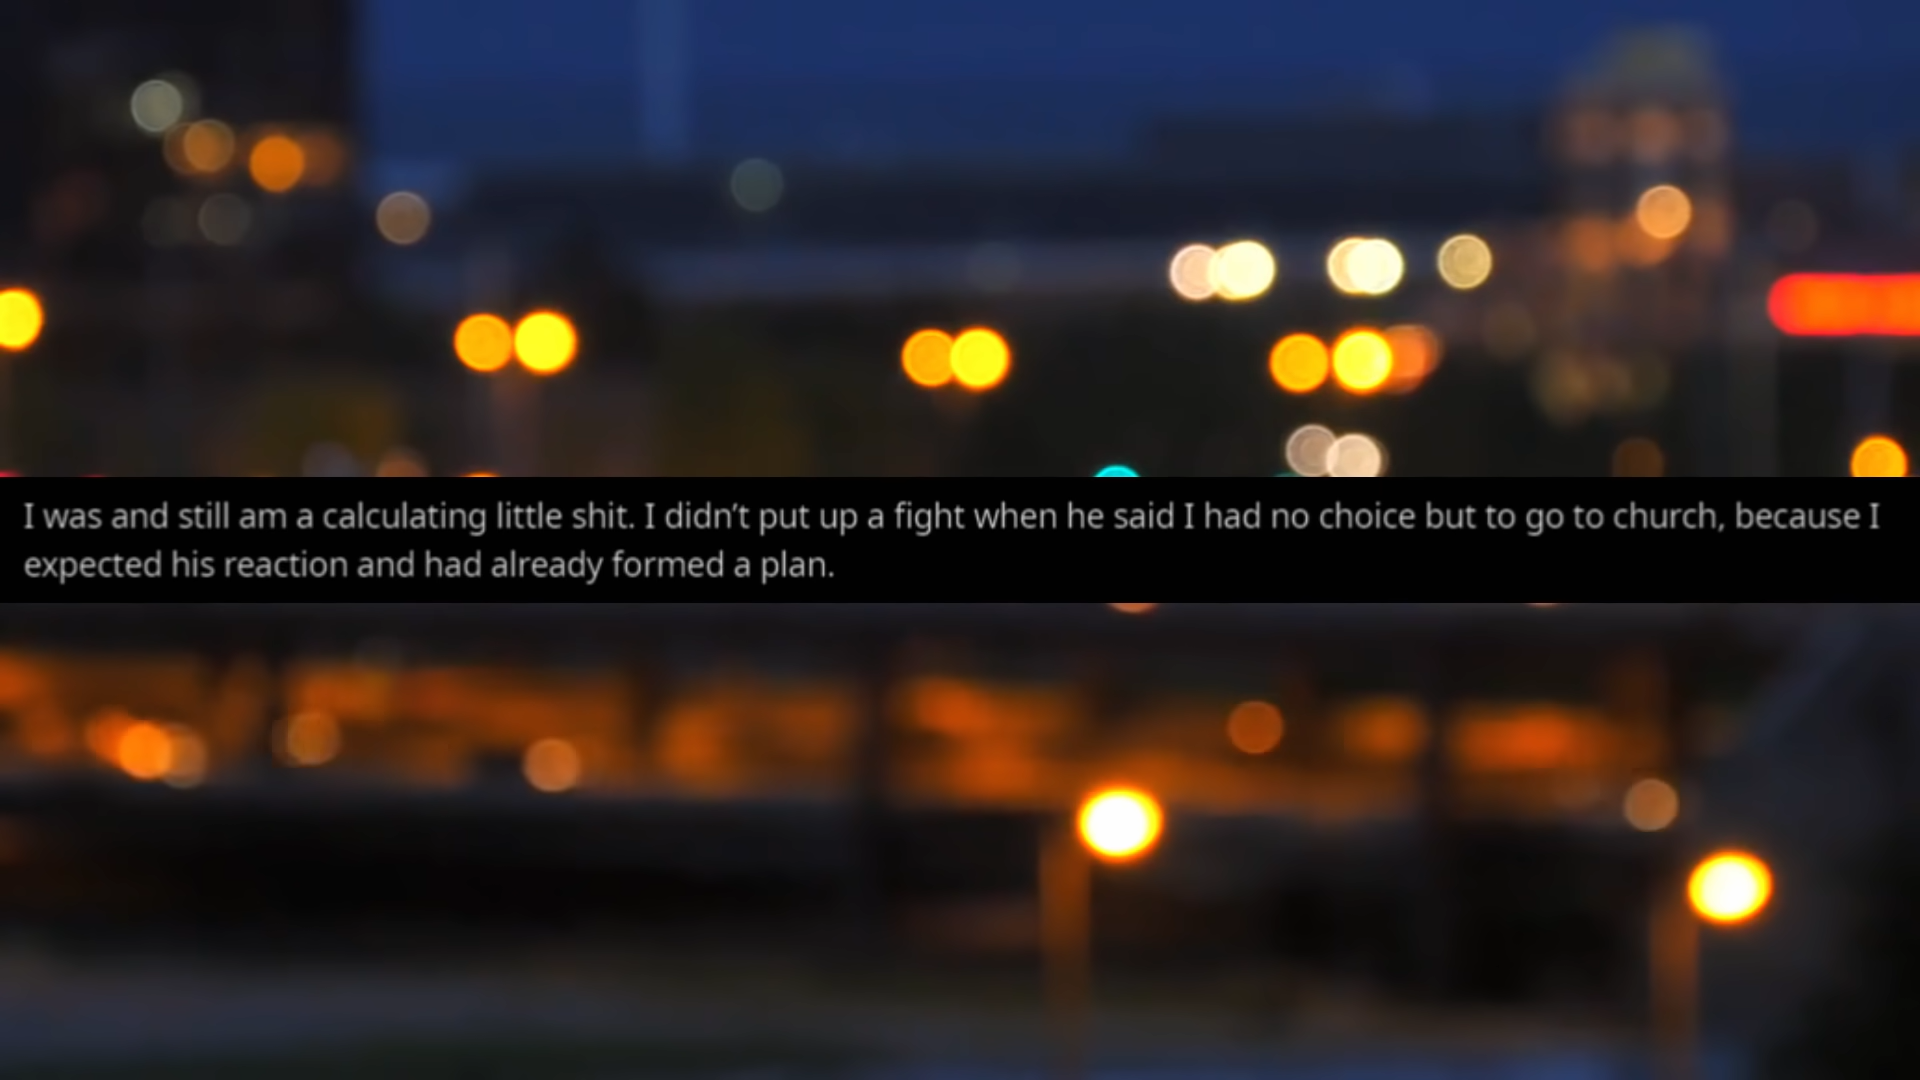 I was and still am a calculating little shit. I didn’t put up a fight when he said I had no choice but to go to church, because I
expected his reaction and had already formed a plan.